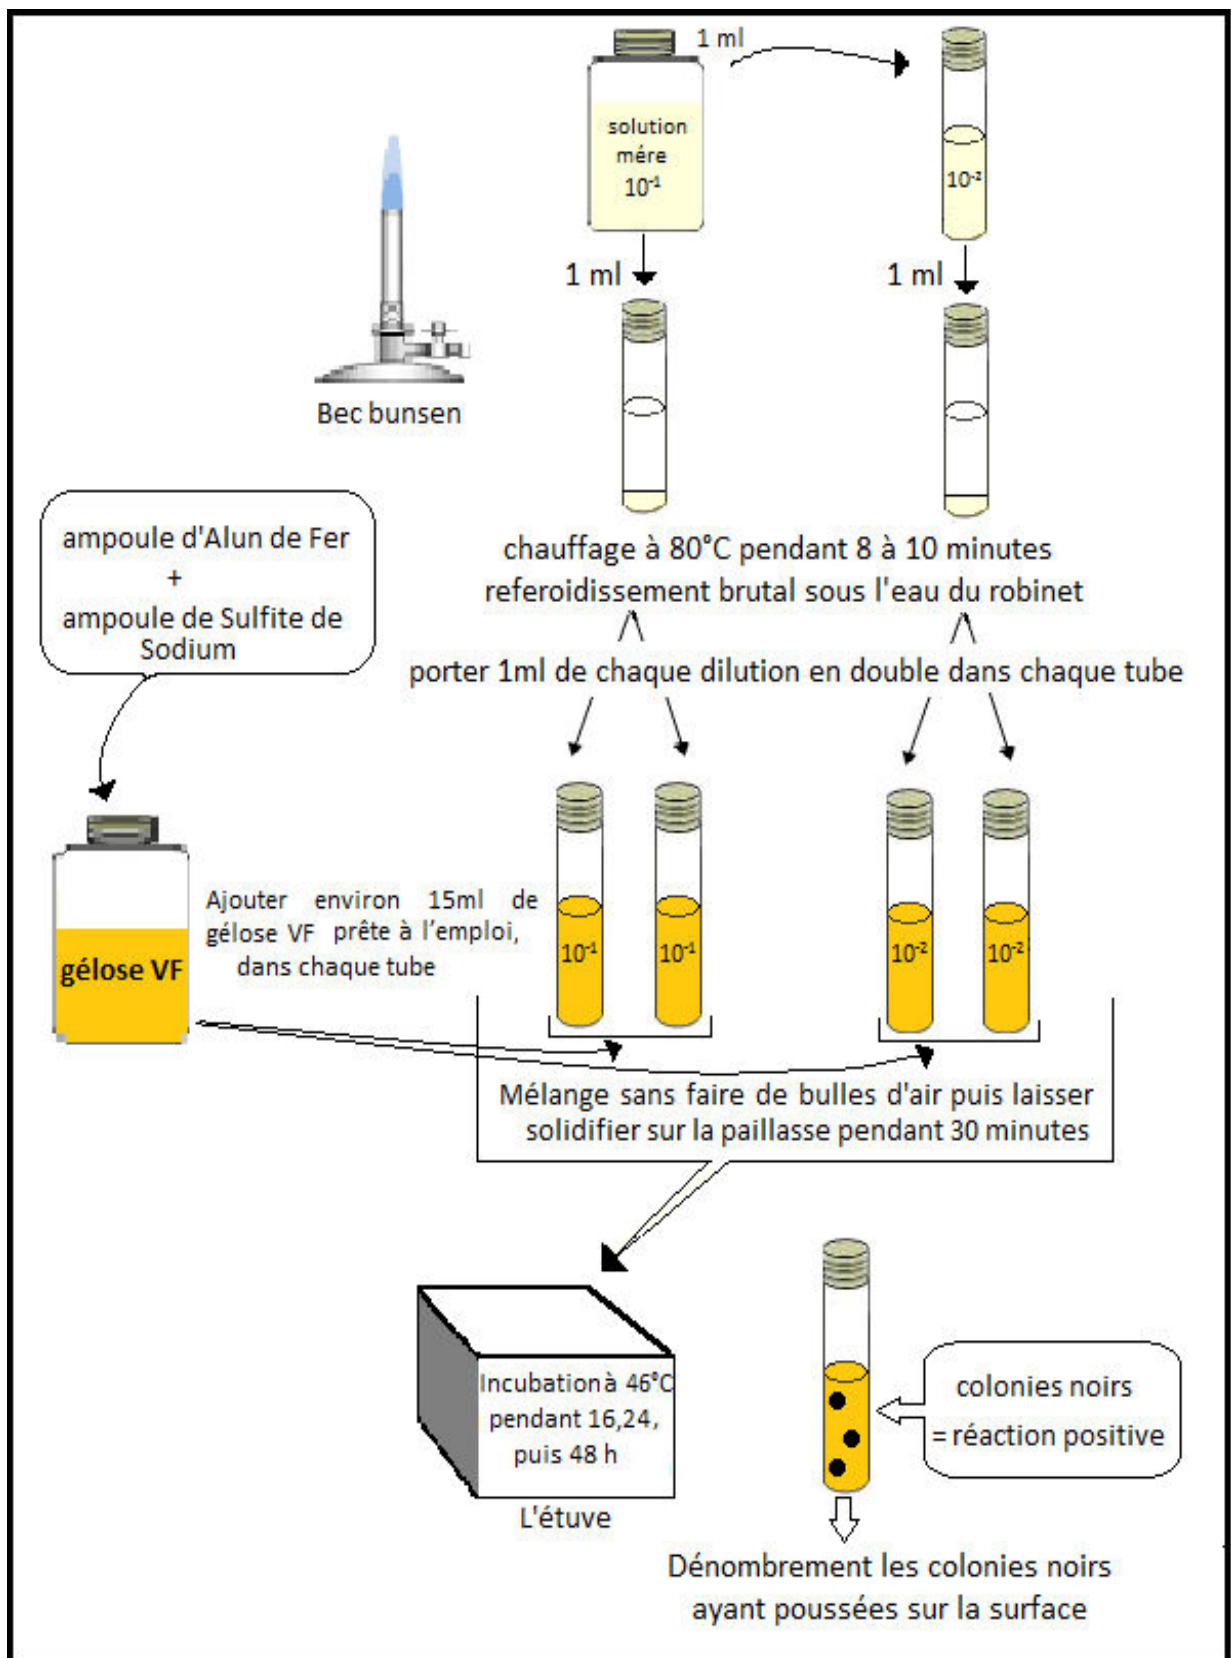 1 ml
solution
mére
10⁻¹
10⁻²
1 ml
1 ml
Bec bunsen
ampoule d'Alun de Fer
+
ampoule de Sulfite de
Sodium
chauffage à 80°C pendant 8 à 10 minutes
referoidissement brutal sous l'eau du robinet
porter 1ml de chaque dilution en double dans chaque tube
gélose VF
Ajouter environ 15ml de
gélose VF prête à l'emploi,
dans chaque tube
10⁻¹
10⁻¹
10⁻²
10⁻²
Mélange sans faire de bulles d'air puis laisser
solidifier sur la paillasse pendant 30 minutes
Incubation à 46°C
pendant 16,24,
puis 48 h
L'étuve
colonies noirs
= réaction positive
Dénombrement les colonies noirs
ayant poussées sur la surface